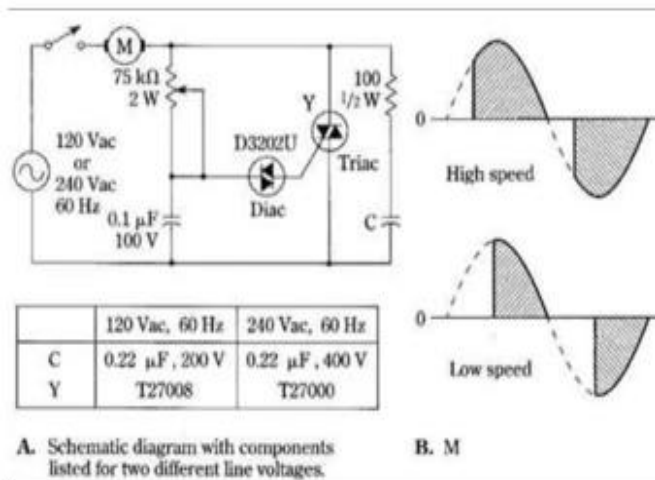 M
75 kΩ
2 W
100
1/2 W
Y
D3202U
120 Vac
or
240 Vac
60 Hz
Triac
Diac
0.1 µF
100 V
C
0
High speed
0
Low speed
120 Vac, 60 Hz 240 Vac, 60 Hz
C 0.22 µF, 200 V 0.22 µF, 400 V
Y T27008 T27000
A. Schematic diagram with components
listed for two different line voltages.
B. M